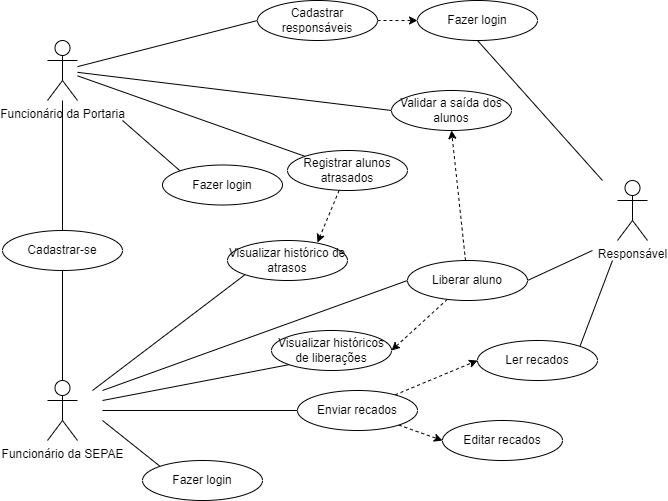 Cadastrar
responsáveis
Fazer login
Funcionário da Portaria
Validar a saída dos
alunos
Registrar alunos
atrasados
Fazer login
Cadastrar-se
Visualizar histórico de
atrasos
Responsável
Liberar aluno
Visualizar históricos
de liberações
Ler recados
Enviar recados
Editar recados
Funcionário da SEPAE
Fazer login